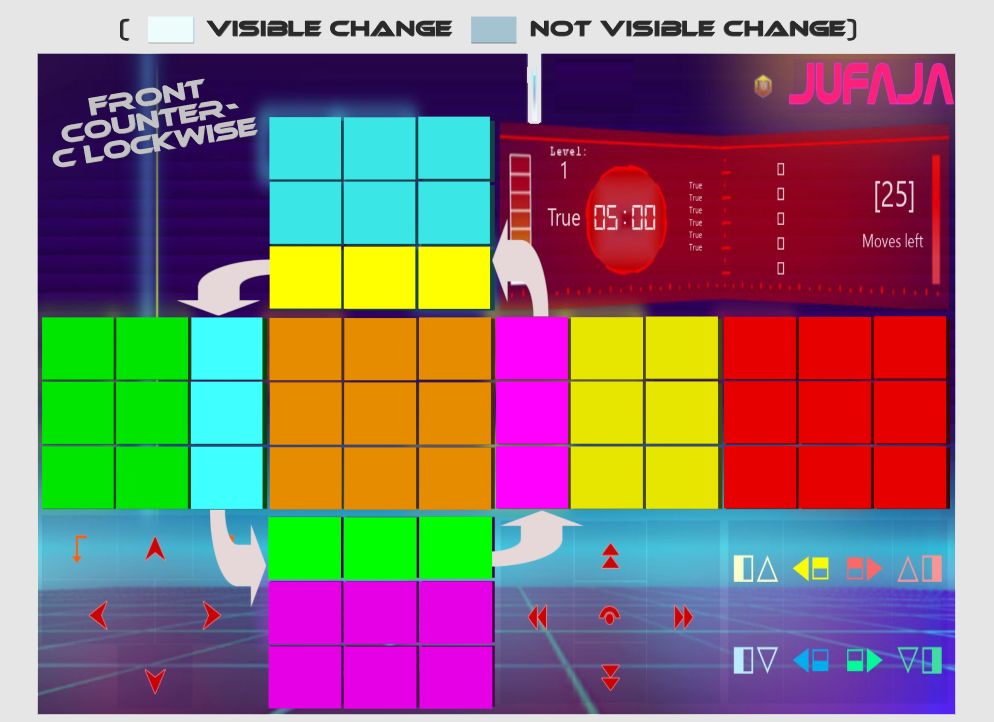 ( VISIBLE CHANGE NOT VISIBLE CHANGE)
FRONT
COUNTER-
CLOCKWISE
JUFAJA
Level:
1
True
05:00
True
True
True
True
True
True
[25]
Moves left